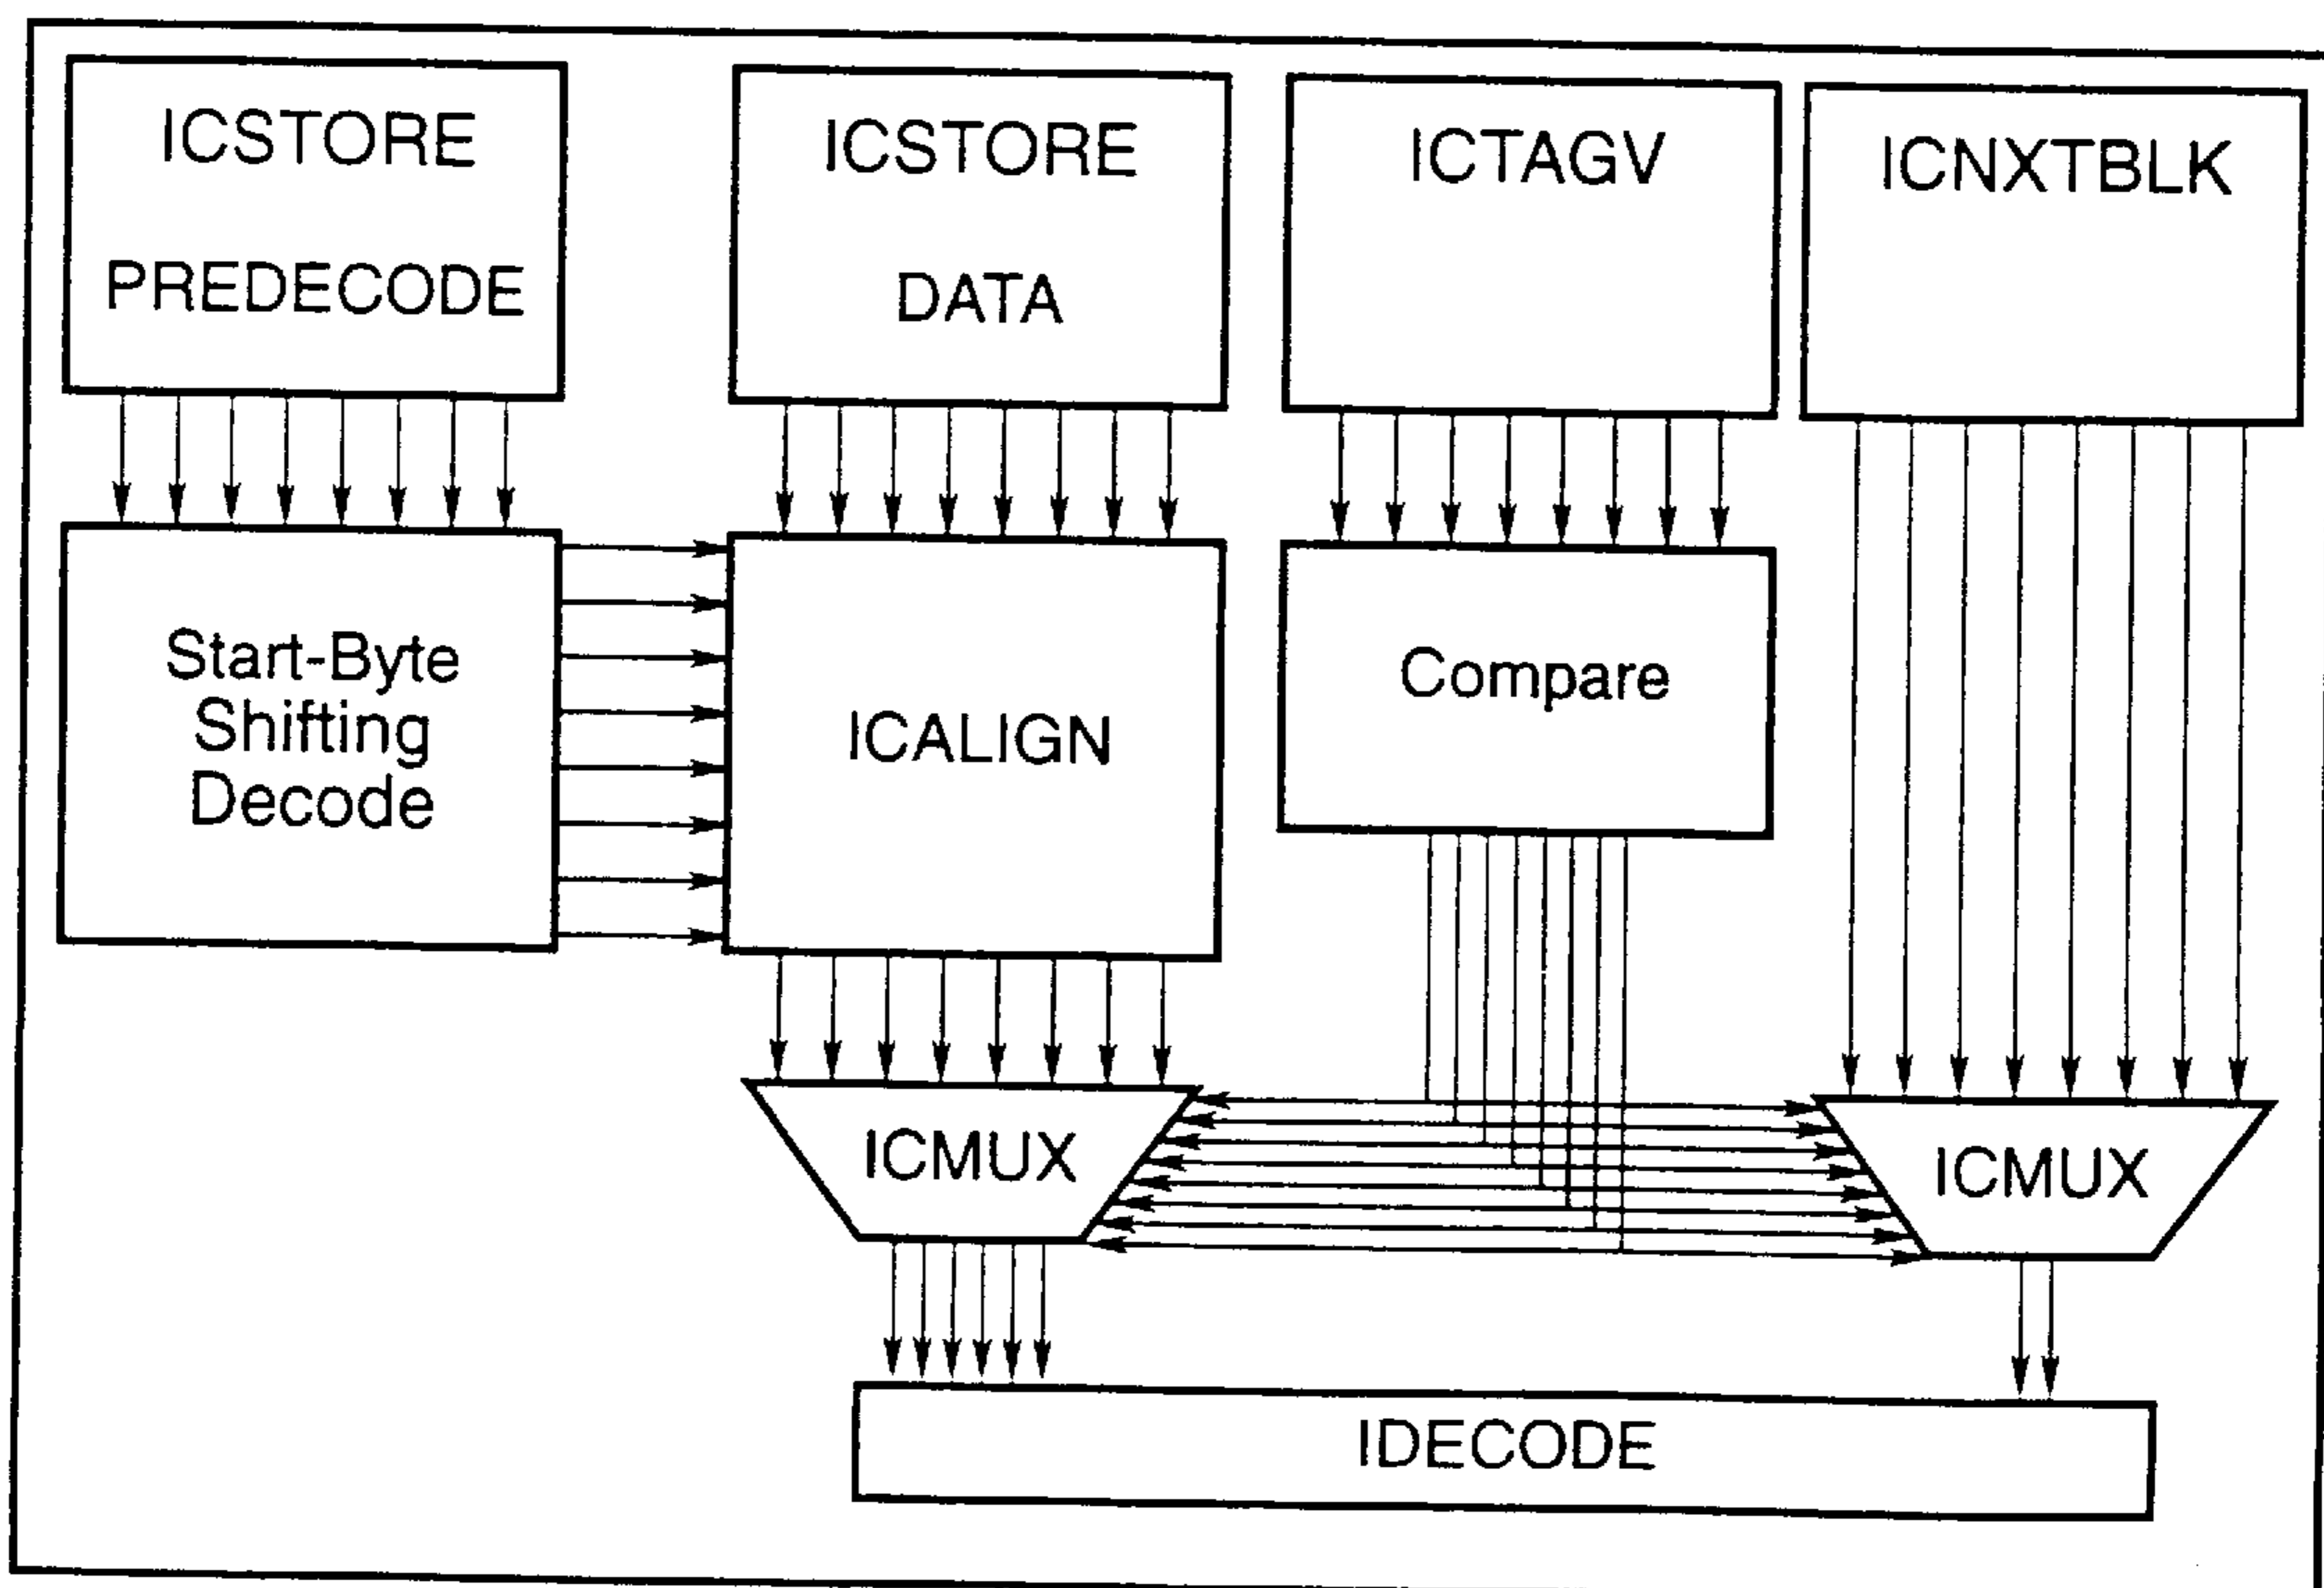 ICSTORE
PREDECODE
ICSTORE
DATA
ICTAGV
ICNXTBLK
Start-Byte
Shifting
Decode
ICALIGN
Compare
ICMUX
ICMUX
IDECODE